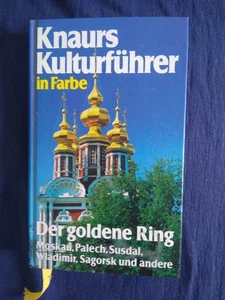 Knaurs
Kulturführer
in Farbe
Der goldene Ring
Moskau, Palech, Susdal,
Wladimir, Sagorsk und andere